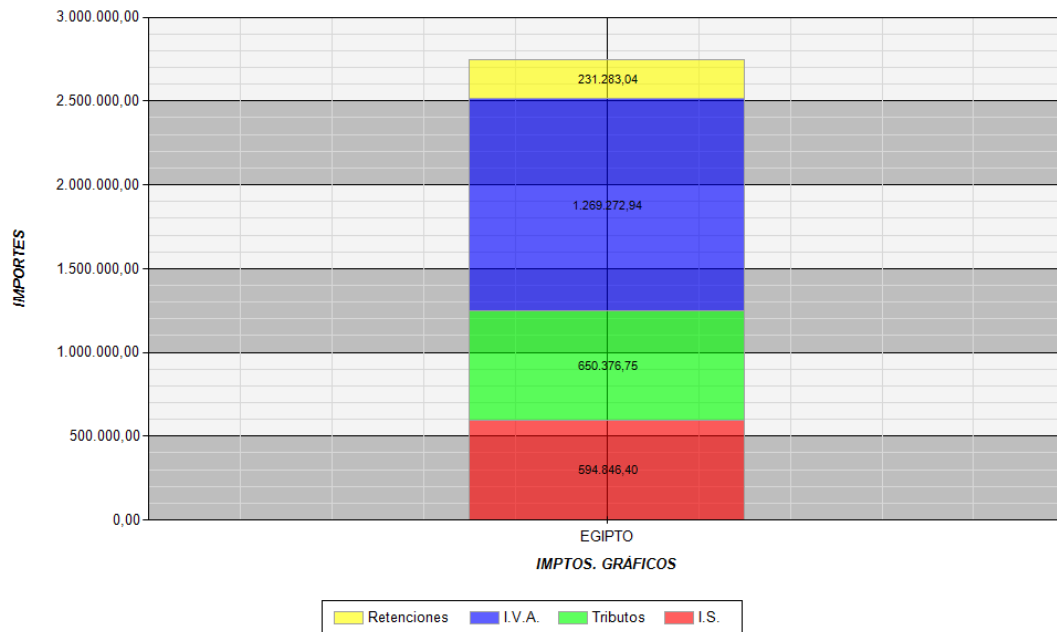 3.000.000,00
2.500.000,00
2.000.000,00
1.500.000,00
1.000.000,00
500.000,00
0,00
IMPORTES
231.283,04
1.269.272,94
650.376,75
594.846,40
EGIPTO
IMPTOS. GRÁFICOS
Retenciones I.V.A. Tributos I.S.